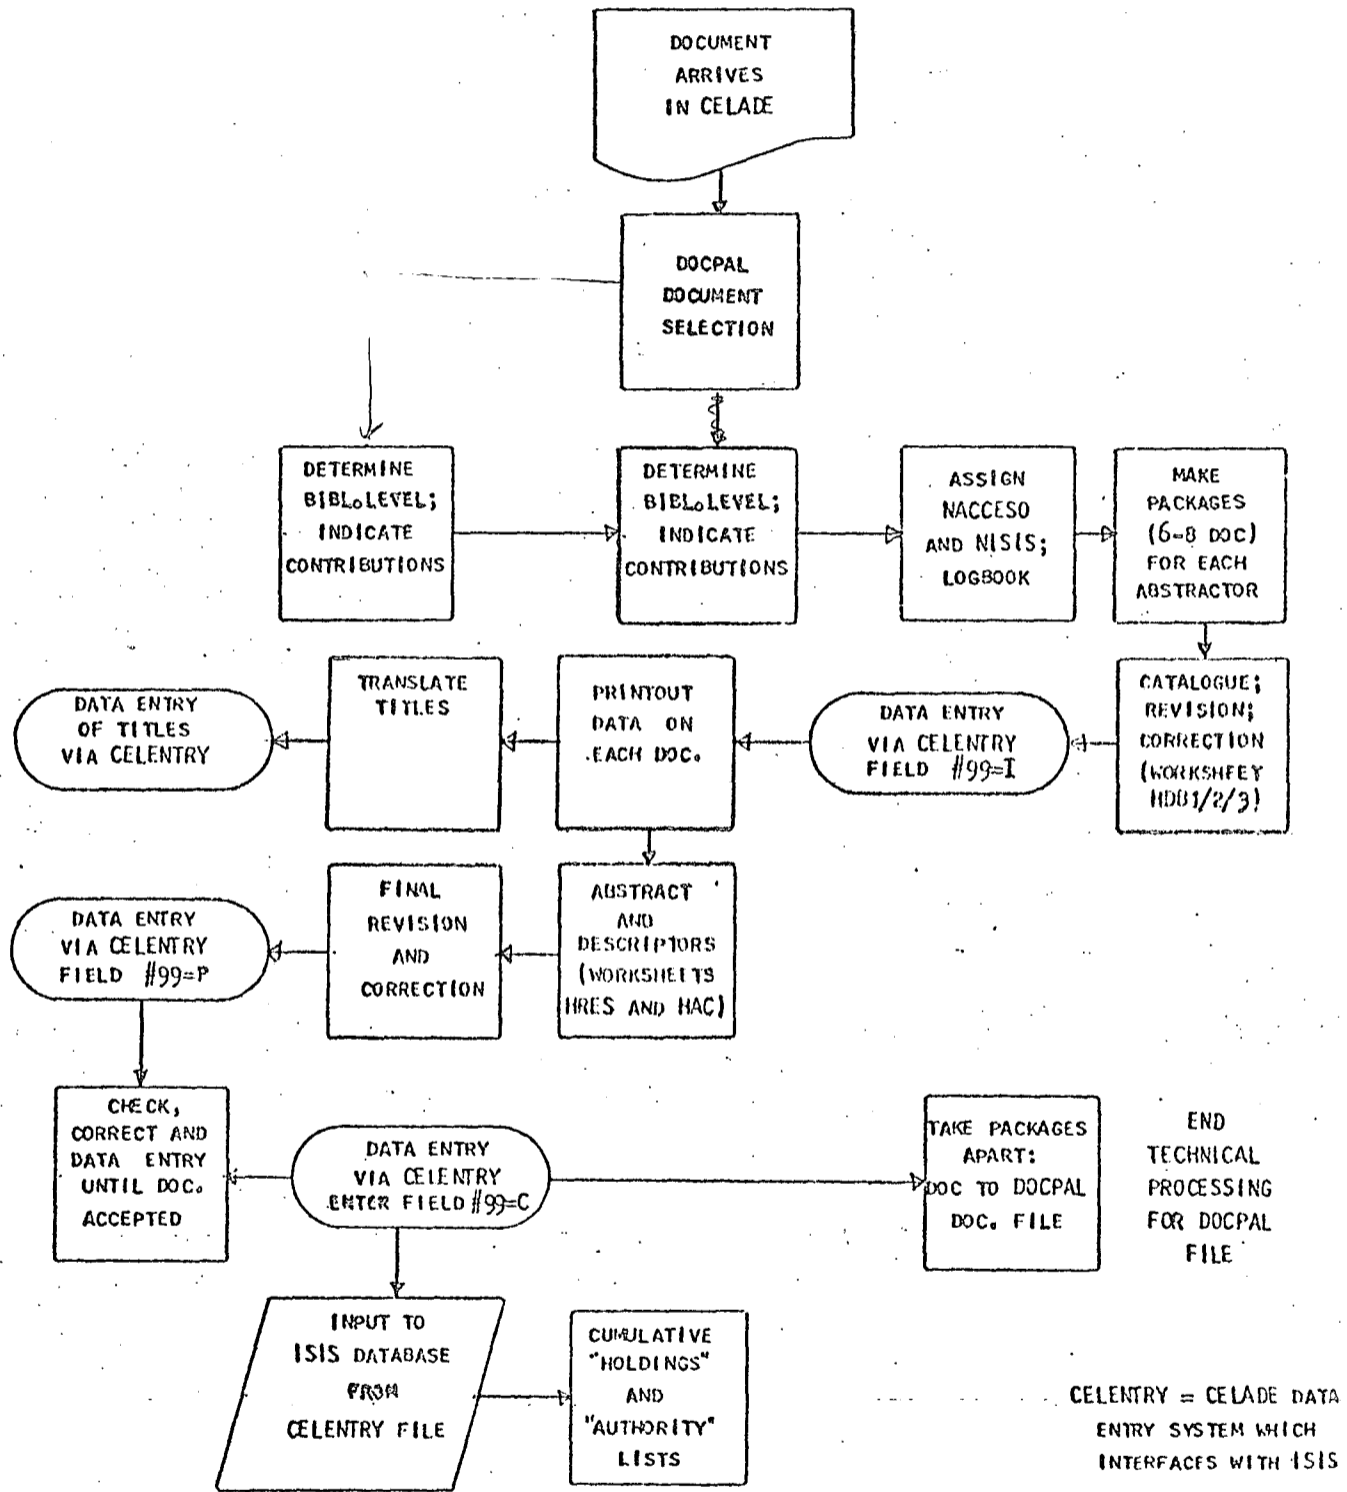 DOCUMENT
ARRIVES
IN CELADE
DOCPAL
DOCUMENT
SELECTION
DETERMINE
BIBL.LEVEL;
INDICATE
CONTRIBUTIONS
DETERMINE
BIBL.LEVEL;
INDICATE
CONTRIBUTIONS
ASSIGN
NACCESO
AND NISIS;
LOGBOOK
MAKE
PACKAGES
(6-8 DOC)
FOR EACH
ABSTRACTOR
CATALOGUE;
REVISION;
CORRECTION
(WORKSHEET
HDB1/2/3)
DATA ENTRY
VIA CELENTRY
FIELD #99=I
PRINTOUT
DATA ON
EACH DOC.
TRANSLATE
TITLES
DATA ENTRY
OF TITLES
VIA CELENTRY
ABSTRACT
AND
DESCRIPTORS
(WORKSHEETS
HRES AND HAC)
FINAL
REVISION
AND
CORRECTION
DATA ENTRY
VIA CELENTRY
FIELD #99=P
CHECK,
CORRECT AND
DATA ENTRY
UNTIL DOC.
ACCEPTED
DATA ENTRY
VIA CELENTRY
ENTER FIELD #99=C
TAKE PACKAGES
APART:
DOC TO DOCPAL
DOC. FILE
END
TECHNICAL
PROCESSING
FOR DOCPAL
FILE
INPUT TO
ISIS DATABASE
FROM
CELENTRY FILE
CUMULATIVE
"HOLDINGS"
AND
"AUTHORITY"
LISTS
CELENTRY = CELADE DATA
ENTRY SYSTEM WHICH
INTERFACES WITH ISIS